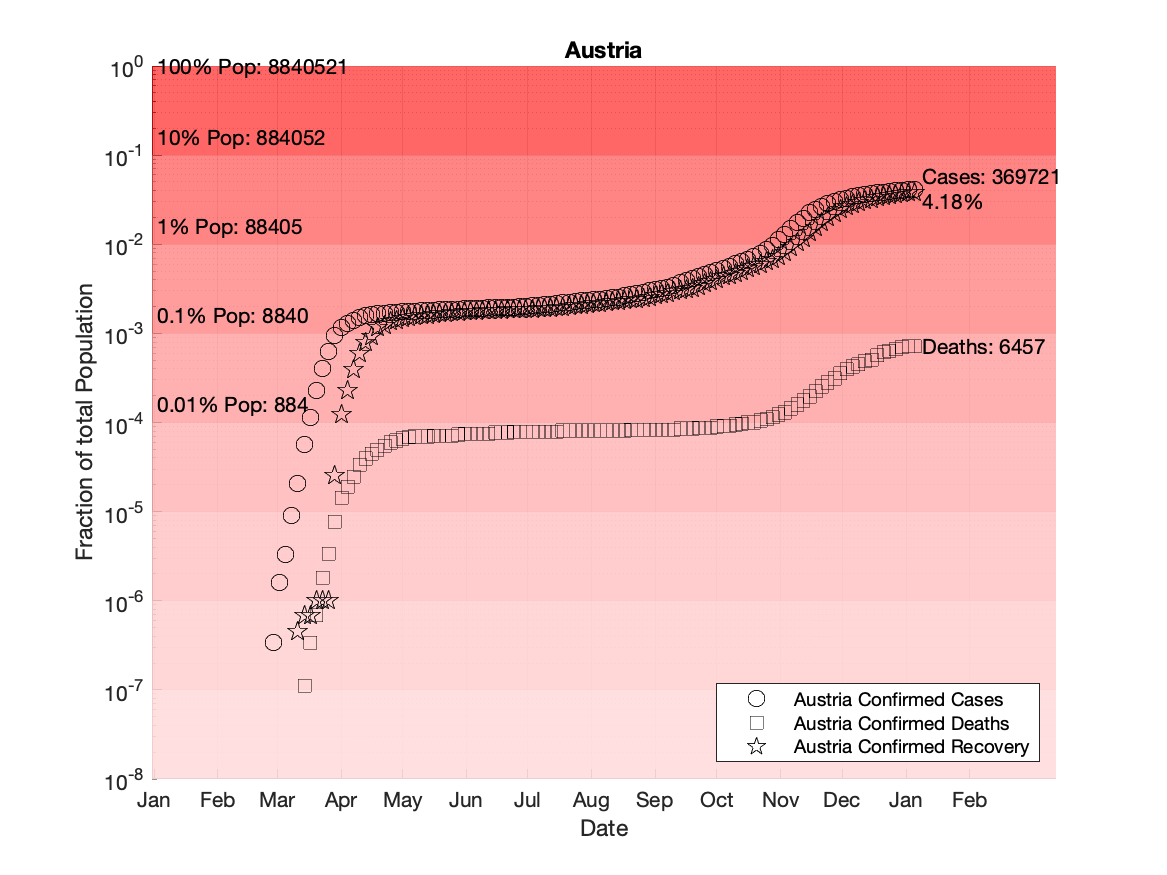 Austria
10^0
100% Pop: 8840521
10% Pop: 884052
10^-1
Cases: 369721
4.18%
1% Pop: 88405
10^-2
0.1% Pop: 8840
10^-3
Deaths: 6457
0.01% Pop: 884
10^-4
10^-5
10^-6
10^-7
10^-8
Fraction of total Population
Austria Confirmed Cases
Austria Confirmed Deaths
Austria Confirmed Recovery
Jan Feb Mar Apr May Jun Jul Aug Sep Oct Nov Dec Jan Feb
Date